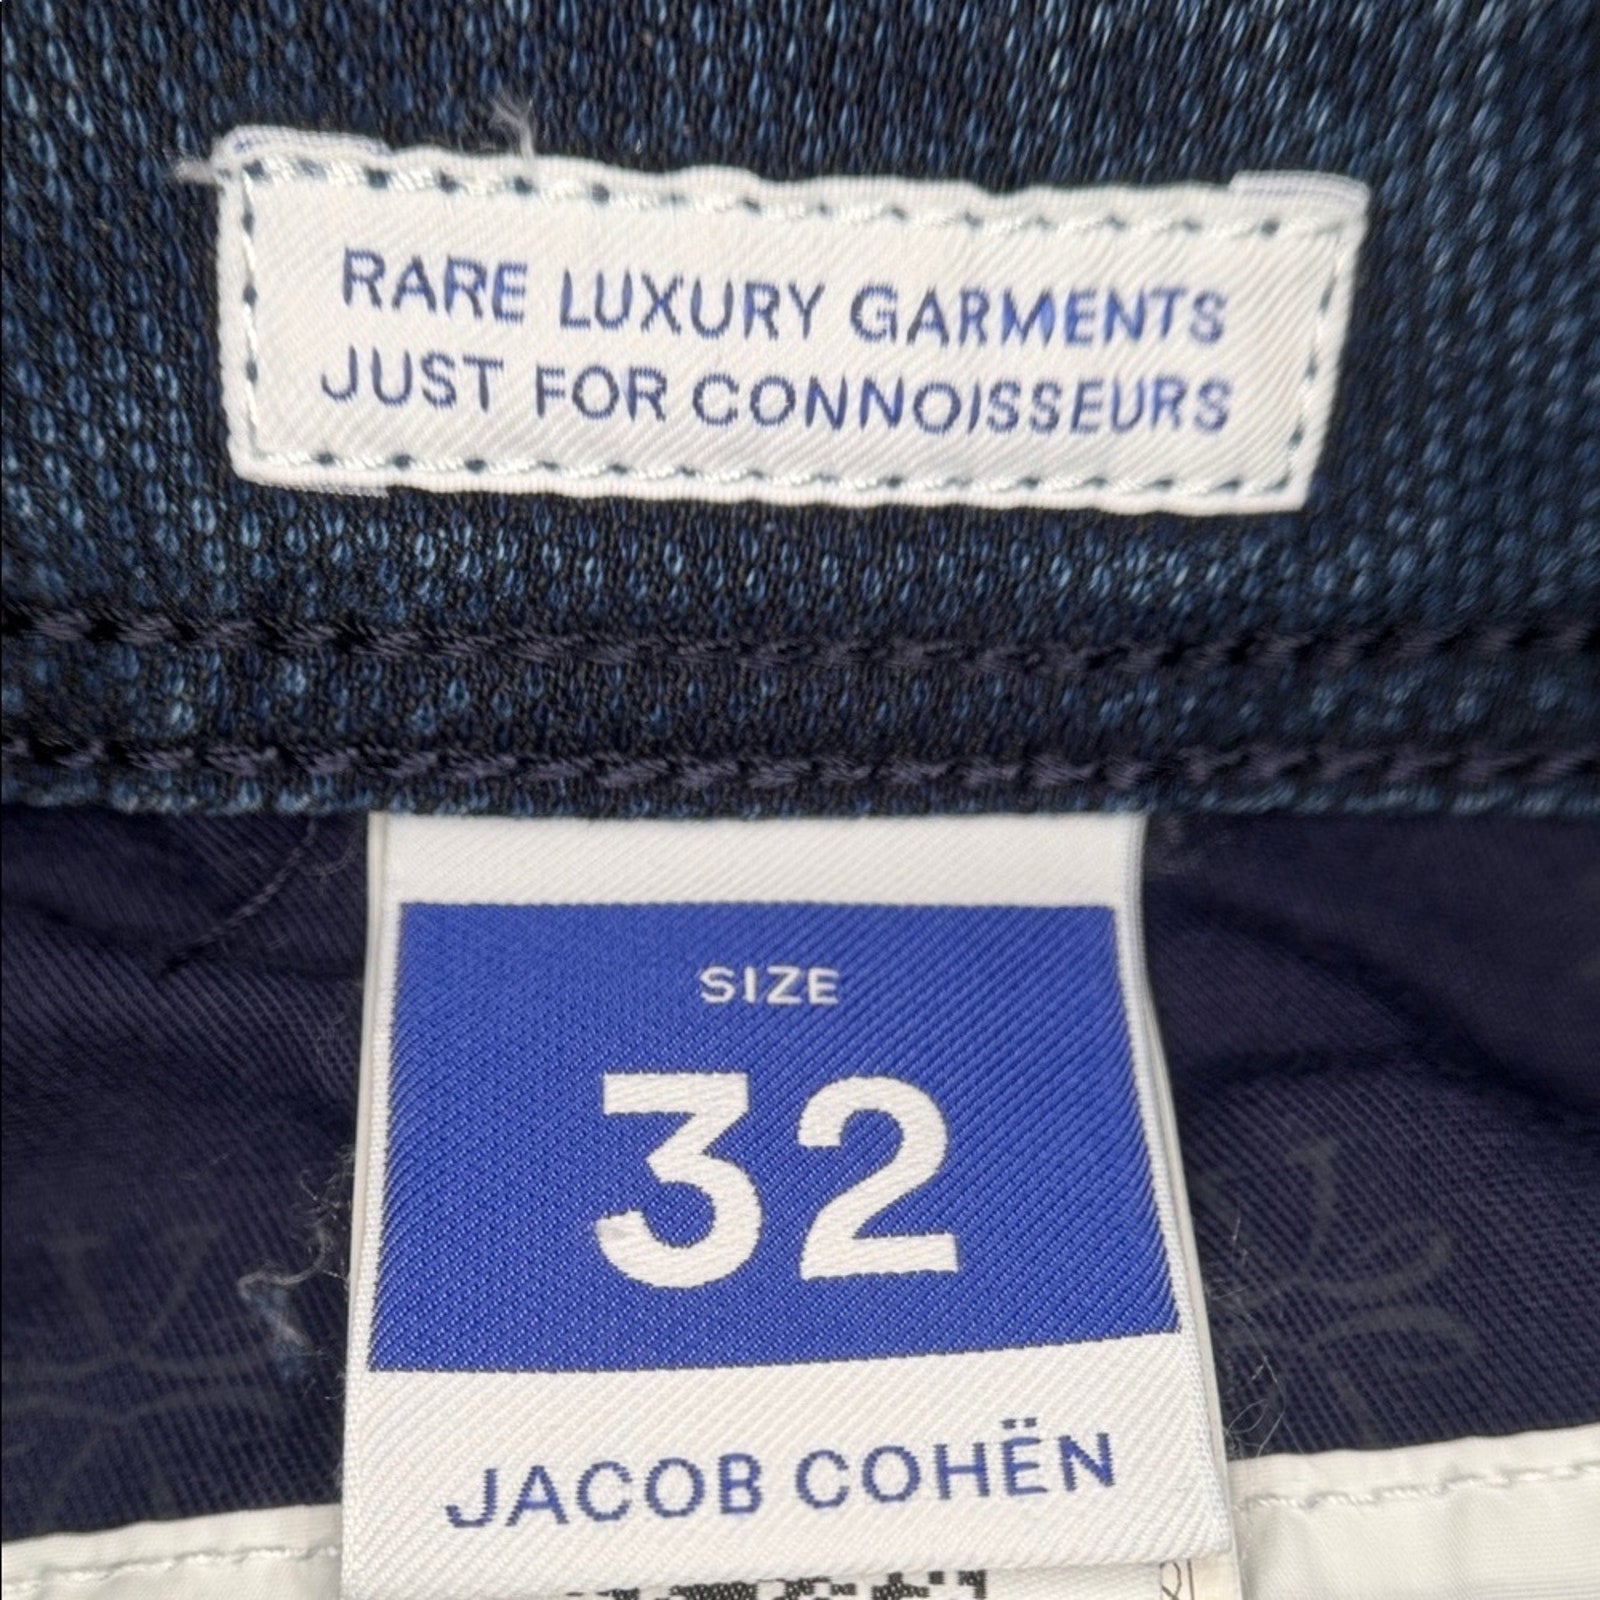 RARE LUXURY GARMENTS
JUST FOR CONNOISSEURS
SIZE
32
JACOB COHËN